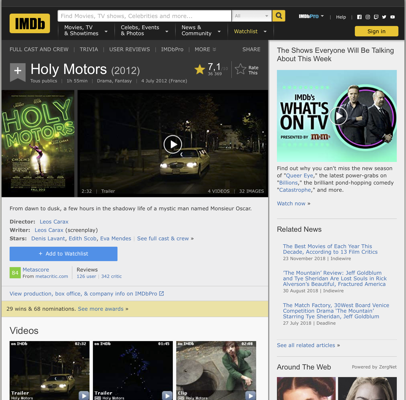 IMDb
Find Movies, TV shows, Celebrities and more...
All
IMDbPro
Help
Movies, TV
& Showtimes
Celebs, Events
& Photos
News &
Community
Watchlist
Sign in
FULL CAST AND CREW | TRIVIA | USER REVIEWS | IMDbPro | MORE
SHARE
Holy Motors (2012)
Tous publics | 1h 55min | Drama, Fantasy | 4 July 2012 (France)
7,1
Rate
This
HOLY
MOTORS
2:32 | Trailer
4 VIDEOS | 32 IMAGES
From dawn to dusk, a few hours in the shadowy life of a mystic man named Monsieur Oscar.
Director: Leos Carax
Writer: Leos Carax (screenplay)
Stars: Denis Lavant, Edith Scob, Eva Mendes | See full cast & crew »
+ Add to Watchlist
84
Metascore
From metacritic.com
Reviews
126 user | 342 critic
View production, box office, & company info on IMDbPro
29 wins & 68 nominations. See more awards »
Videos
on IMDb 02:32
Trailer
Holy Motors
on IMDb
Holy Motors
on IMDb
Clip
Holy Motors
The Shows Everyone Will Be Talking
About This Week
IMDb's
WHAT'S
ON TV
PRESENTED BY
Find out why you can't miss the new season
of "Queer Eye," the latest power-grabs on
"Billions," the brilliant pond-hopping comedy
"Catastrophe," and more.
Watch now »
Related News
The Best Movies of Each Year This
Decade, According to 13 Film Critics
23 November 2018 | Indiewire
'The Mountain' Review: Jeff Goldblum
and Tye Sheridan Are Lost Souls in Rick
Alverson's Beautiful, Fractured America
30 August 2018 | Indiewire
The Match Factory, 30West Board Venice
Competition Drama 'The Mountain'
Starring Tye Sheridan, Jeff Goldblum
27 July 2018 | Deadline
See all related articles »
Around The Web
Powered by ZergNet